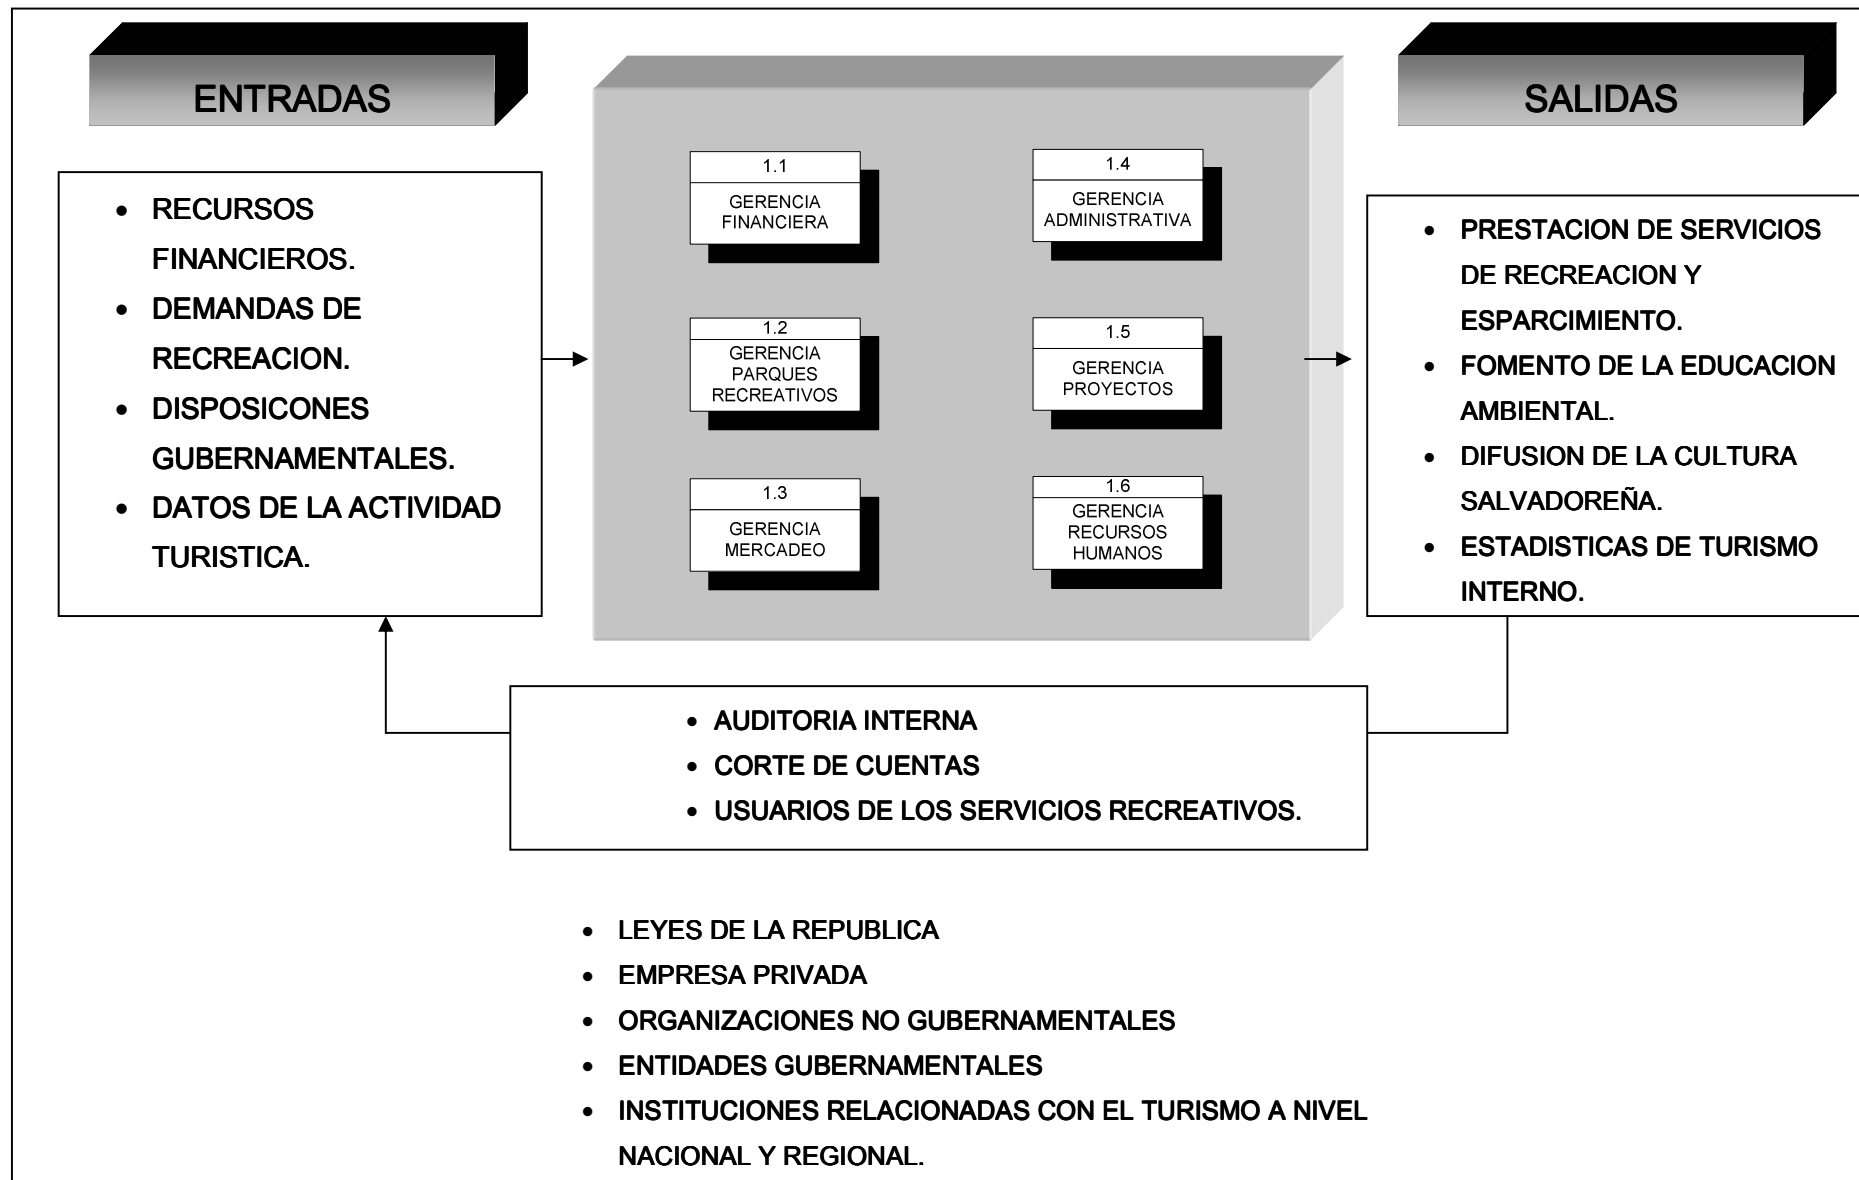 ENTRADAS
• RECURSOS
FINANCIEROS.
• DEMANDAS DE
RECREACION.
• DISPOSICONES
GUBERNAMENTALES.
• DATOS DE LA ACTIVIDAD
TURISTICA.
1.1
GERENCIA
FINANCIERA
1.2
GERENCIA
PARQUES
RECREATIVOS
1.3
GERENCIA
MERCADEO
1.4
GERENCIA
ADMINISTRATIVA
1.5
GERENCIA
PROYECTOS
1.6
GERENCIA
RECURSOS
HUMANOS
SALIDAS
• PRESTACION DE SERVICIOS
DE RECREACION Y
ESPARCIMIENTO.
• FOMENTO DE LA EDUCACION
AMBIENTAL.
• DIFUSION DE LA CULTURA
SALVADOREÑA.
• ESTADISTICAS DE TURISMO
INTERNO.
• AUDITORIA INTERNA
• CORTE DE CUENTAS
• USUARIOS DE LOS SERVICIOS RECREATIVOS.
• LEYES DE LA REPUBLICA
• EMPRESA PRIVADA
• ORGANIZACIONES NO GUBERNAMENTALES
• ENTIDADES GUBERNAMENTALES
• INSTITUCIONES RELACIONADAS CON EL TURISMO A NIVEL
NACIONAL Y REGIONAL.